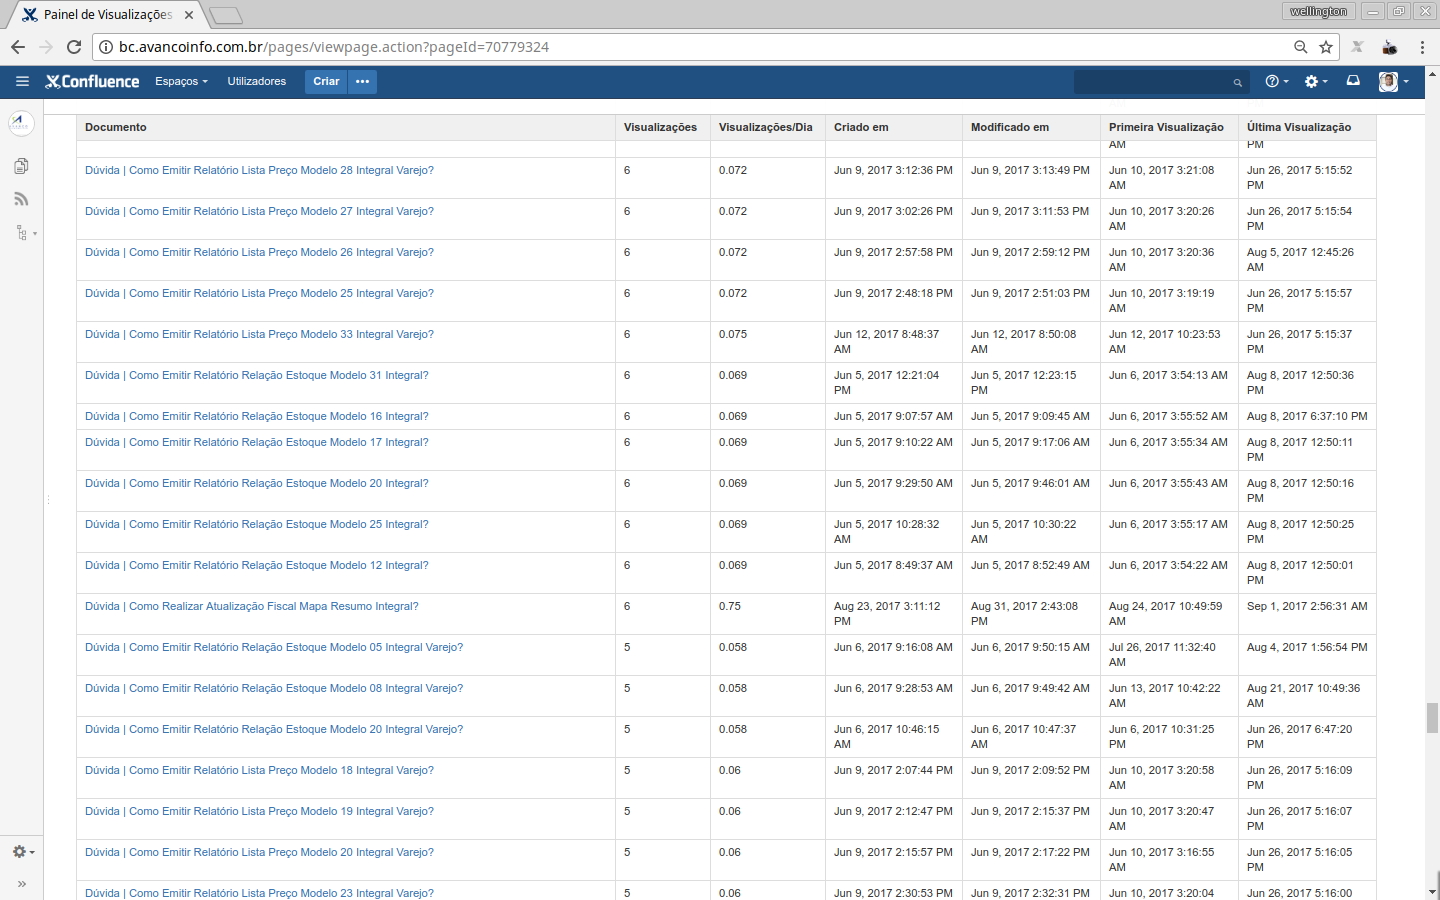 Painel de Visualizações
wellington
bc.avancoinfo.com.br/pages/viewpage.action?pageId=70779324
Confluence Espaços Utilizadores Criar
Documento Visualizações Visualizações/Dia Criado em Modificado em Primeira Visualização Última Visualização
AM PM
Dúvida | Como Emitir Relatório Lista Preço Modelo 28 Integral Varejo? 6 0.072 Jun 9, 2017 3:12:36 PM Jun 9, 2017 3:13:49 PM Jun 10, 2017 3:21:08 Jun 26, 2017 5:15:52
AM PM
Dúvida | Como Emitir Relatório Lista Preço Modelo 27 Integral Varejo? 6 0.072 Jun 9, 2017 3:02:26 PM Jun 9, 2017 3:11:53 PM Jun 10, 2017 3:20:26 Jun 26, 2017 5:15:54
AM PM
Dúvida | Como Emitir Relatório Lista Preço Modelo 26 Integral Varejo? 6 0.072 Jun 9, 2017 2:57:58 PM Jun 9, 2017 2:59:12 PM Jun 10, 2017 3:20:36 Aug 5, 2017 12:45:26
AM AM
Dúvida | Como Emitir Relatório Lista Preço Modelo 25 Integral Varejo? 6 0.072 Jun 9, 2017 2:48:18 PM Jun 9, 2017 2:51:03 PM Jun 10, 2017 3:19:19 Jun 26, 2017 5:15:57
AM PM
Dúvida | Como Emitir Relatório Lista Preço Modelo 33 Integral Varejo? 6 0.075 Jun 12, 2017 8:48:37 Jun 12, 2017 8:50:08 Jun 12, 2017 10:23:53 Jun 26, 2017 5:15:37
AM AM AM PM
Dúvida | Como Emitir Relatório Relação Estoque Modelo 31 Integral? 6 0.069 Jun 5, 2017 12:21:04 Jun 5, 2017 12:23:15 Jun 6, 2017 3:54:13 AM Aug 8, 2017 12:50:36
PM PM PM
Dúvida | Como Emitir Relatório Relação Estoque Modelo 16 Integral? 6 0.069 Jun 5, 2017 9:07:57 AM Jun 5, 2017 9:09:45 AM Jun 6, 2017 3:55:52 AM Aug 8, 2017 6:37:10 PM
Dúvida | Como Emitir Relatório Relação Estoque Modelo 17 Integral? 6 0.069 Jun 5, 2017 9:10:22 AM Jun 5, 2017 9:17:06 AM Jun 6, 2017 3:55:34 AM Aug 8, 2017 12:50:11
PM
Dúvida | Como Emitir Relatório Relação Estoque Modelo 20 Integral? 6 0.069 Jun 5, 2017 9:29:50 AM Jun 5, 2017 9:46:01 AM Jun 6, 2017 3:55:43 AM Aug 8, 2017 12:50:16
PM
Dúvida | Como Emitir Relatório Relação Estoque Modelo 25 Integral? 6 0.069 Jun 5, 2017 10:28:32 Jun 5, 2017 10:30:22 Jun 6, 2017 3:55:17 AM Aug 8, 2017 12:50:25
AM AM PM
Dúvida | Como Emitir Relatório Relação Estoque Modelo 12 Integral? 6 0.069 Jun 5, 2017 8:49:37 AM Jun 5, 2017 8:52:49 AM Jun 6, 2017 3:54:22 AM Aug 8, 2017 12:50:01
PM
Dúvida | Como Realizar Atualização Fiscal Mapa Resumo Integral? 6 0.75 Aug 23, 2017 3:11:12 Aug 31, 2017 2:43:08 Aug 24, 2017 10:49:59 Sep 1, 2017 2:56:31 AM
PM PM AM
Dúvida | Como Emitir Relatório Relação Estoque Modelo 05 Integral Varejo? 5 0.058 Jun 6, 2017 9:16:08 AM Jun 6, 2017 9:50:15 AM Jul 26, 2017 11:32:40 Aug 4, 2017 1:56:54 PM
AM
Dúvida | Como Emitir Relatório Relação Estoque Modelo 08 Integral Varejo? 5 0.058 Jun 6, 2017 9:28:53 AM Jun 6, 2017 9:49:42 AM Jun 13, 2017 10:42:22 Aug 21, 2017 10:49:36
AM AM
Dúvida | Como Emitir Relatório Relação Estoque Modelo 20 Integral Varejo? 5 0.058 Jun 6, 2017 10:46:15 Jun 6, 2017 10:47:37 Jun 6, 2017 10:31:25 Jun 26, 2017 6:47:20
AM AM PM PM
Dúvida | Como Emitir Relatório Lista Preço Modelo 18 Integral Varejo? 5 0.06 Jun 9, 2017 2:07:44 PM Jun 9, 2017 2:09:52 PM Jun 10, 2017 3:20:58 Jun 26, 2017 5:16:09
AM PM
Dúvida | Como Emitir Relatório Lista Preço Modelo 19 Integral Varejo? 5 0.06 Jun 9, 2017 2:12:47 PM Jun 9, 2017 2:15:37 PM Jun 10, 2017 3:20:47 Jun 26, 2017 5:16:07
AM PM
Dúvida | Como Emitir Relatório Lista Preço Modelo 20 Integral Varejo? 5 0.06 Jun 9, 2017 2:15:57 PM Jun 9, 2017 2:17:22 PM Jun 10, 2017 3:16:55 Jun 26, 2017 5:16:05
AM PM
Dúvida | Como Emitir Relatório Lista Preço Modelo 23 Integral Varejo? 5 0.06 Jun 9, 2017 2:30:53 PM Jun 9, 2017 2:32:31 PM Jun 10, 2017 3:20:04 Jun 26, 2017 5:16:00